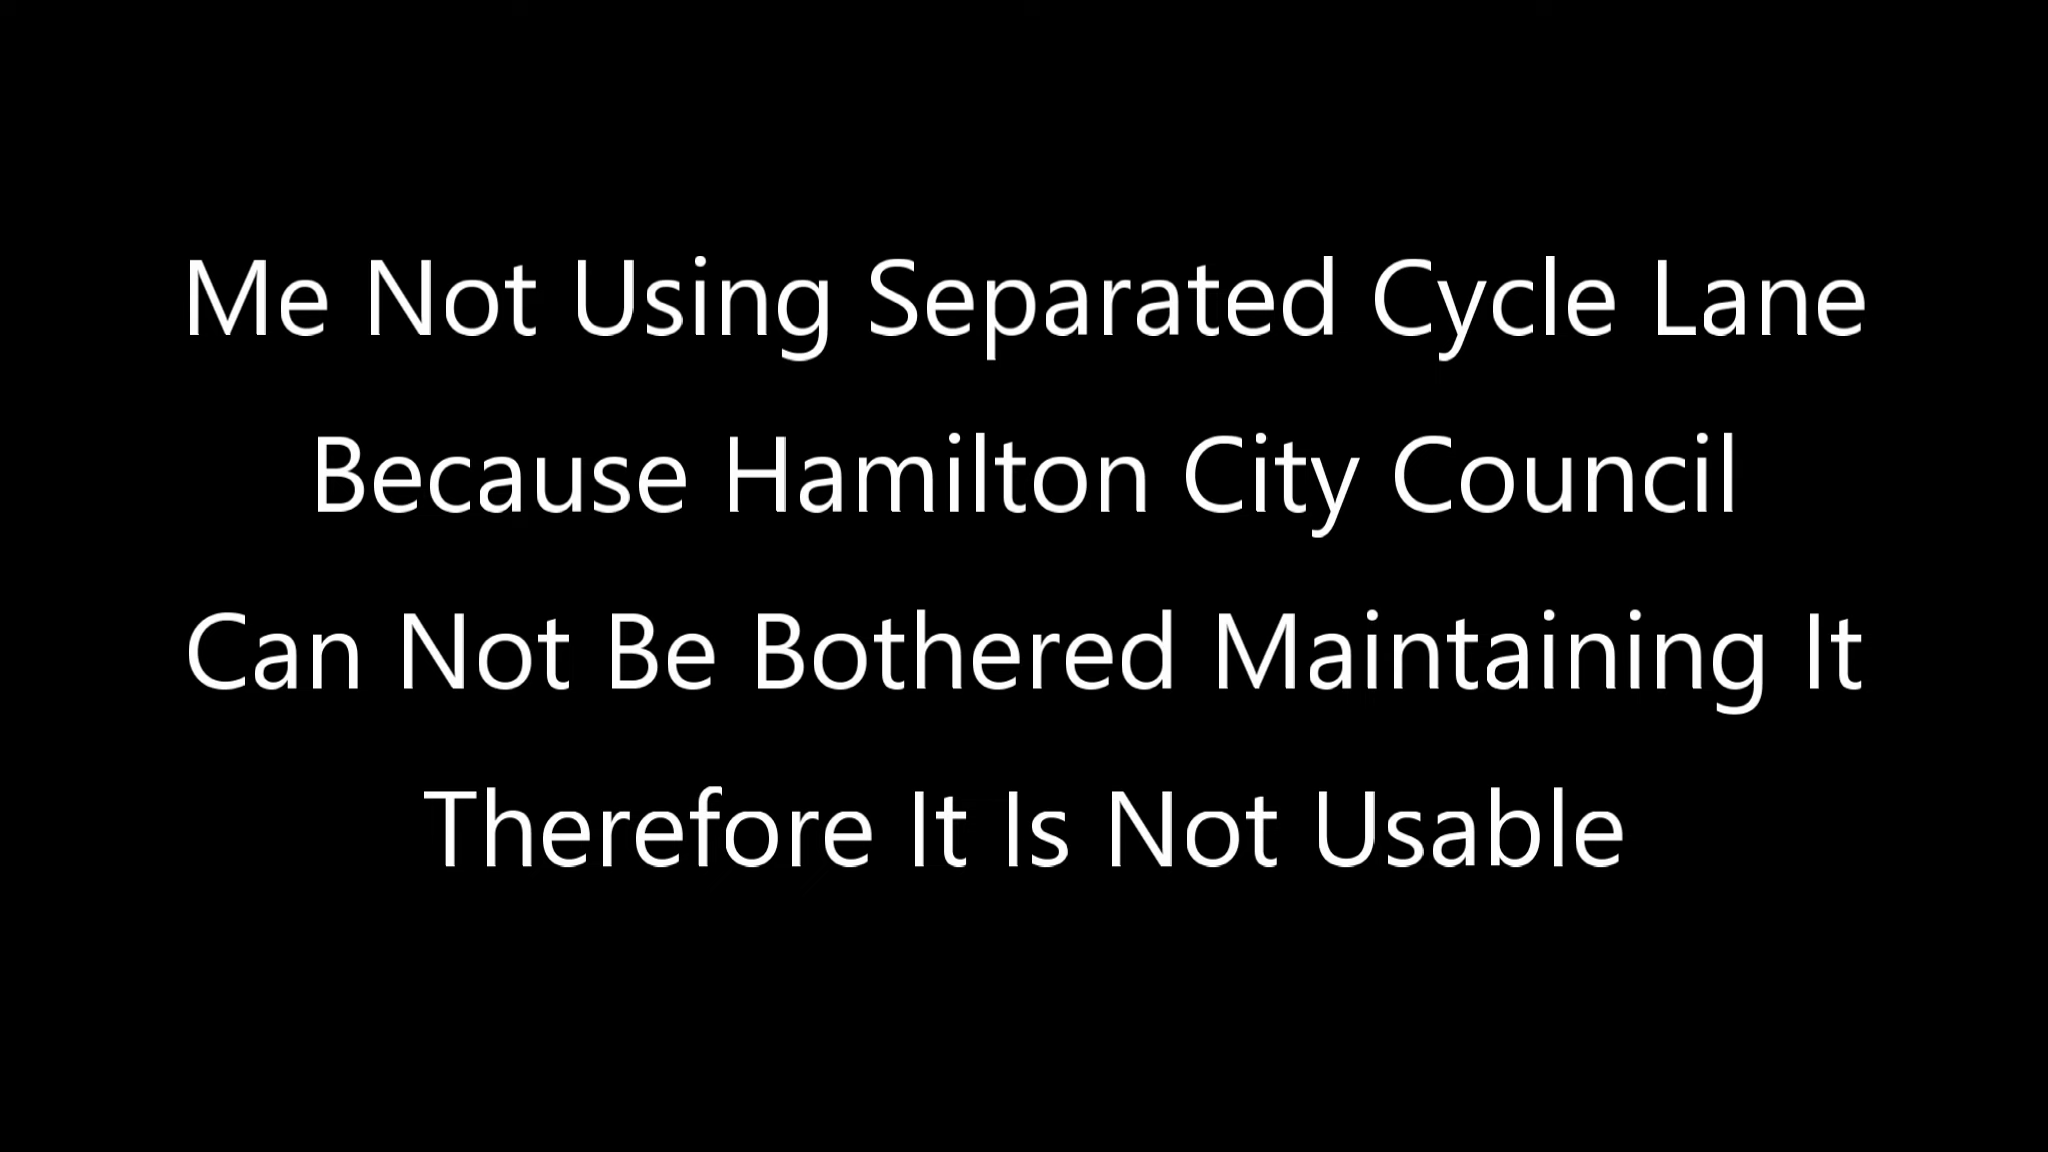 Me Not Using Separated Cycle Lane
Because Hamilton City Council
Can Not Be Bothered Maintaining It
Therefore It Is Not Usable